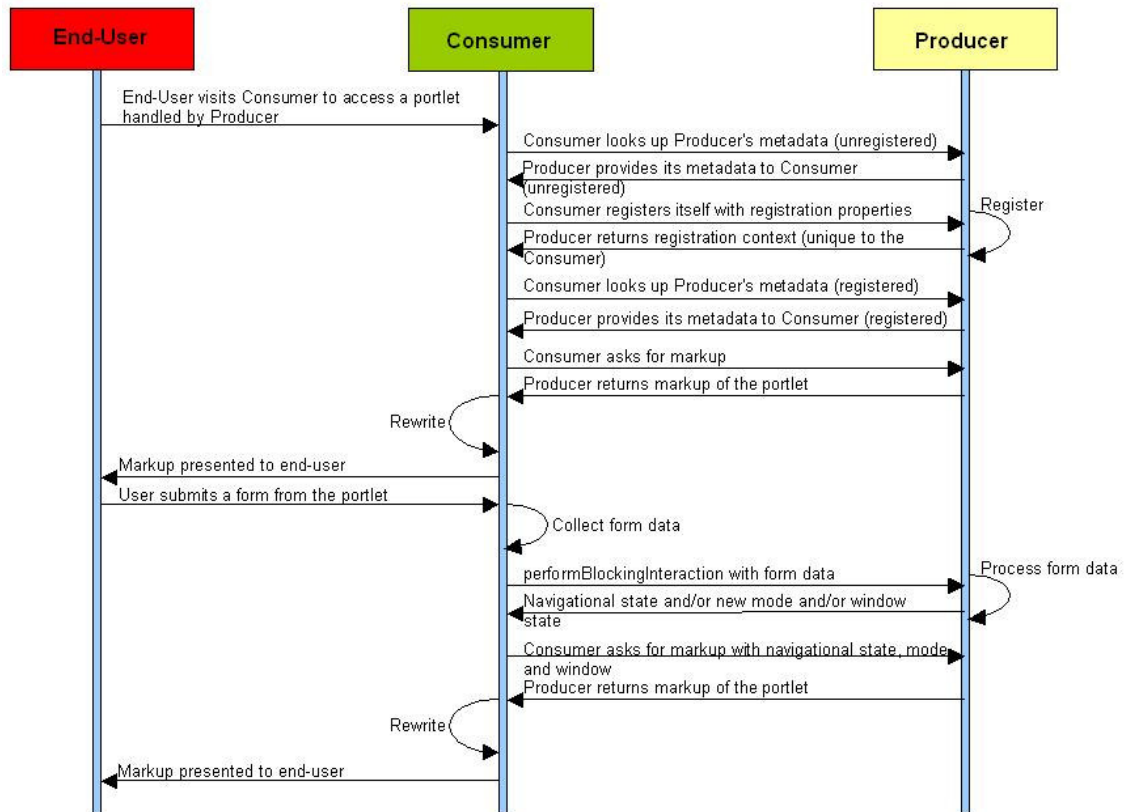 End-User
Consumer
Producer
End-User visits Consumer to access a portlet
handled by Producer
Consumer looks up Producer's metadata (unregistered)
Producer provides its metadata to Consumer
(unregistered)
Consumer registers itself with registration properties
Register
Producer returns registration context (unique to the
Consumer)
Consumer looks up Producer's metadata (registered)
Producer provides its metadata to Consumer (registered)
Consumer asks for markup
Producer returns markup of the portlet
Rewrite
Markup presented to end-user
User submits a form from the portlet
Collect form data
performBlockingInteraction with form data
Process form data
Navigational state and/or new mode and/or window
state
Consumer asks for markup with navigational state, mode
and window
Producer returns markup of the portlet
Rewrite
Markup presented to end-user